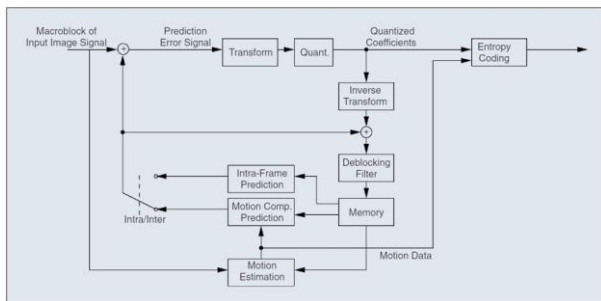 Macroblock of
Input Image Signal
Prediction
Error Signal
Quantized
Coefficients
+
Transform
Quant.
Entropy
Coding
Inverse
Transform
+
Deblocking
Filter
Intra-Frame
Prediction
Motion Comp.
Prediction
Memory
Intra/Inter
Motion Data
Motion
Estimation